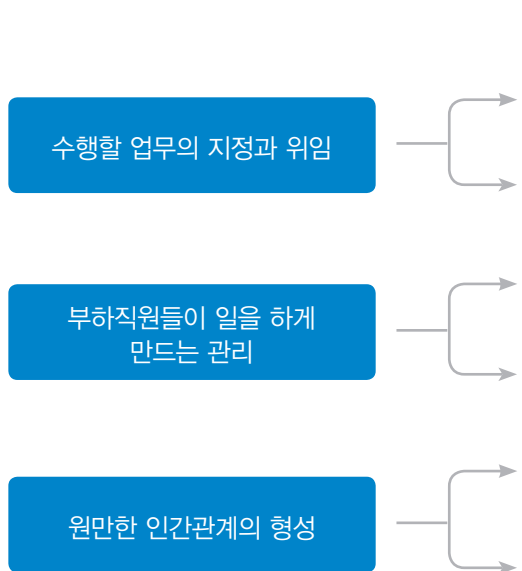 수행할 업무의 지정과 위임
부하직원들이 일을 하게
만드는 관리
원만한 인간관계의 형성